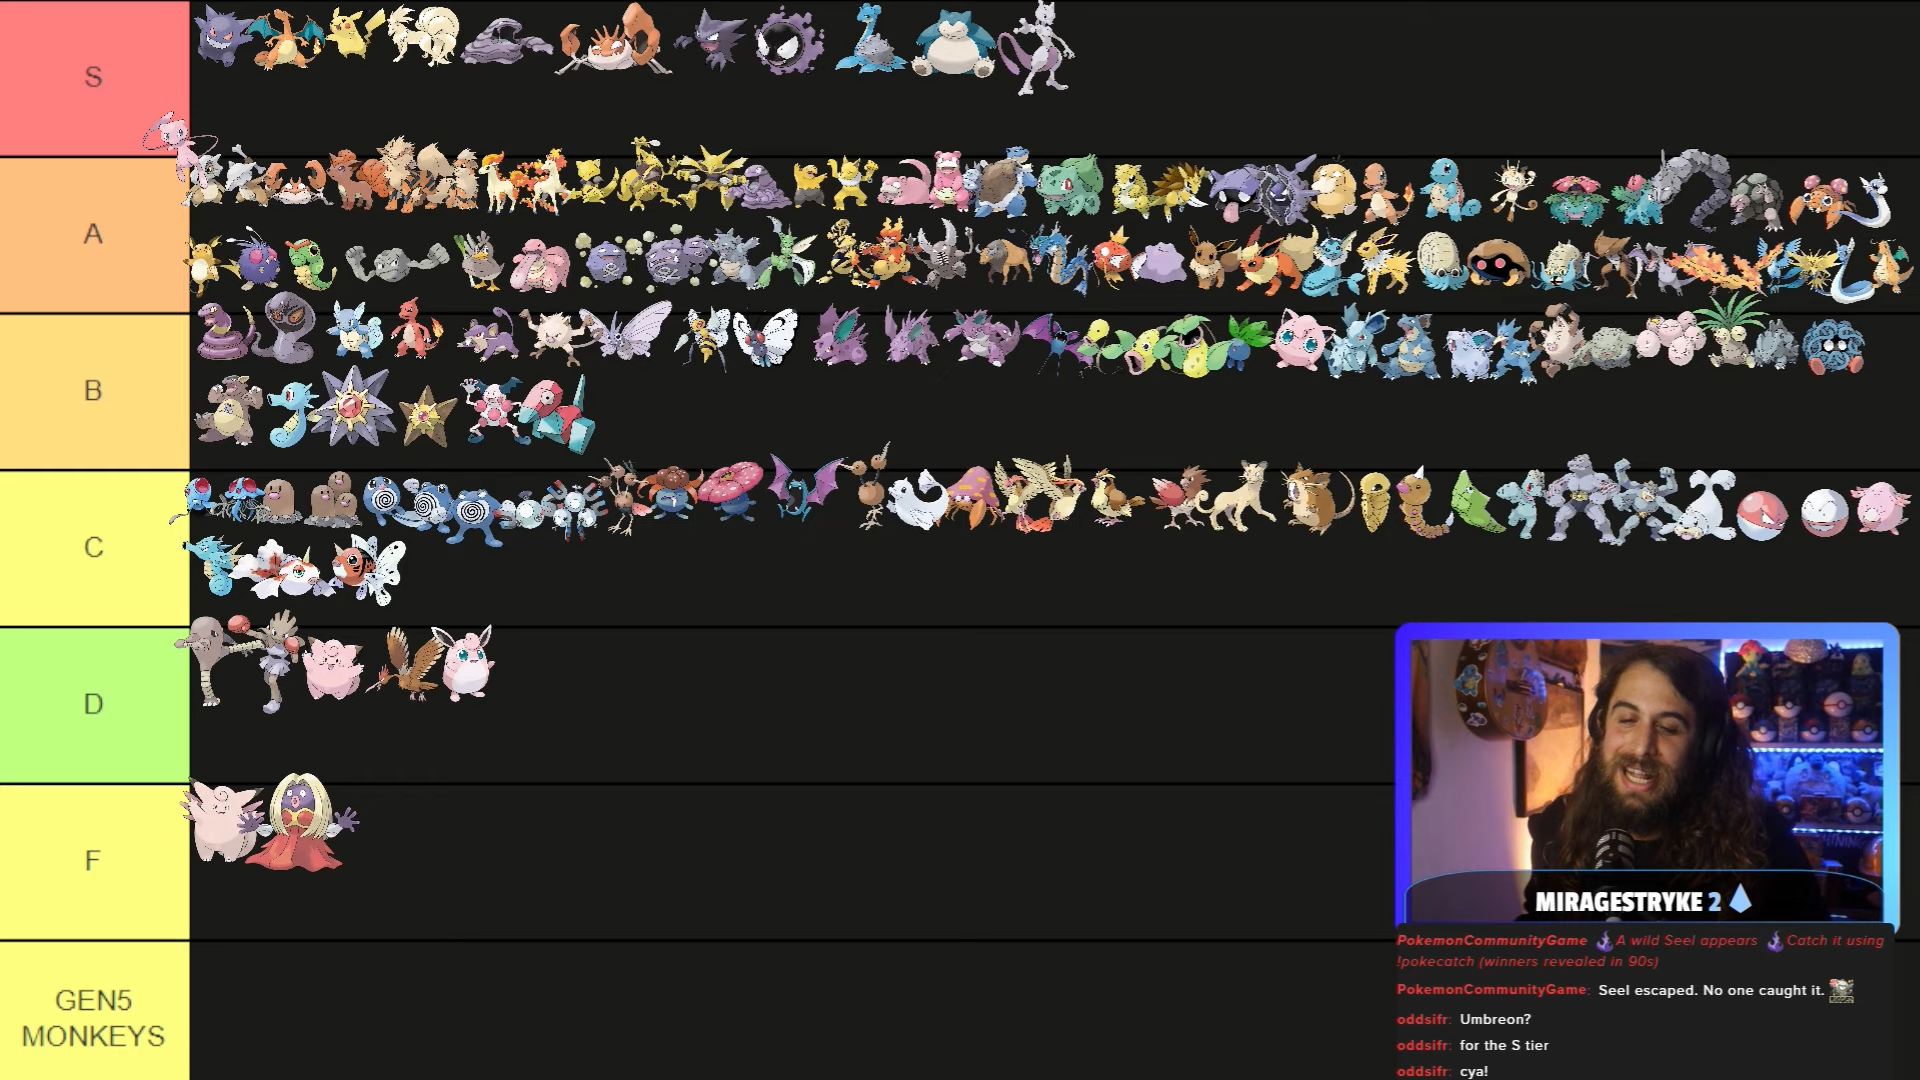 S
A
B
C
D
F
GEN5
MONKEYS
MIRAGESTRYKE 2
PokemonCommunityGame A wild Seel appears Catch it using
!pokecatch (winners revealed in 90s)
PokemonCommunityGame: Seel escaped. No one caught it.
oddsifr: Umbreon?
oddsifr: for the S tier
oddsifr: cya!